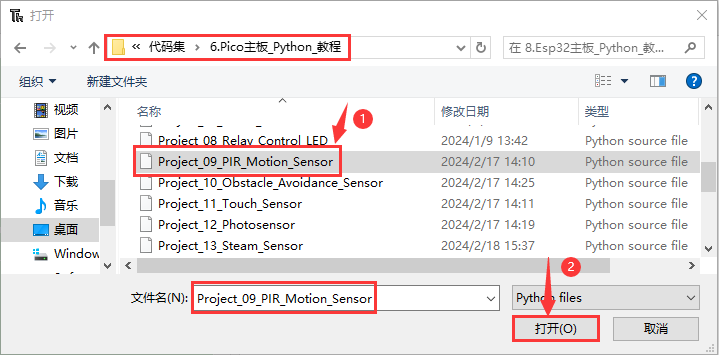 打开
« 代码集 › 6.Pico主板_Python_教程
在 8.Esp32主板_Python_教...
组织 新建文件夹
名称 修改日期 类型
视频
图片
文档
下载
音乐
桌面
Window
Project_08_Relay_Control_LED 2024/1/9 13:42 Python source file
Project_09_PIR_Motion_Sensor 2024/2/17 14:10 Python source file
Project_10_Obstacle_Avoidance_Sensor 2024/2/17 14:25 Python source file
Project_11_Touch_Sensor 2024/2/17 14:11 Python source file
Project_12_Photosensor 2024/2/17 14:19 Python source file
Project_13_Steam_Sensor 2024/2/18 15:37 Python source file
1
2
文件名(N): Project_09_PIR_Motion_Sensor Python files
打开(O) 取消